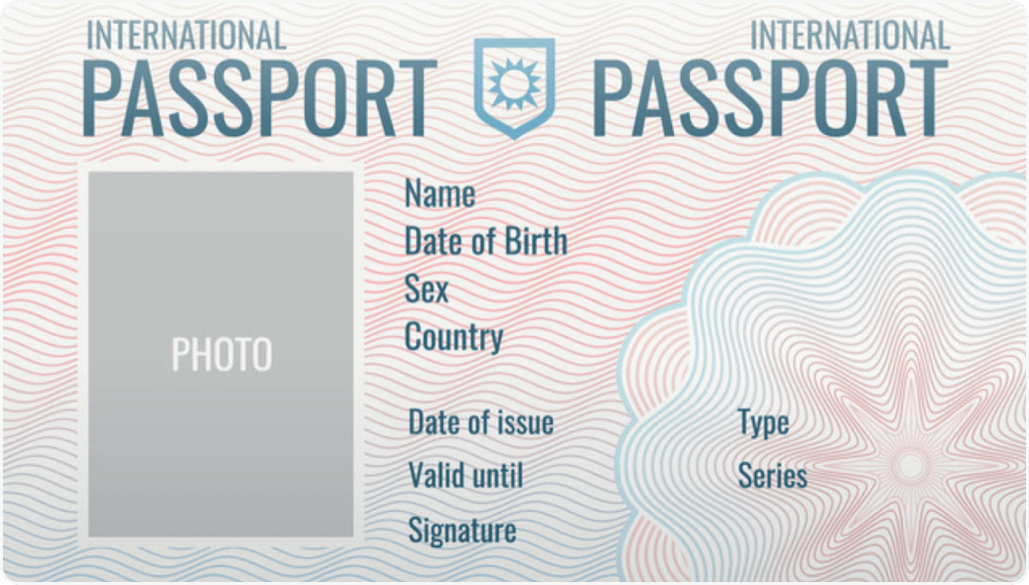 INTERNATIONAL
PASSPORT
INTERNATIONAL
PASSPORT
PHOTO
Name
Date of Birth
Sex
Country
Date of issue
Type
Valid until
Series
Signature